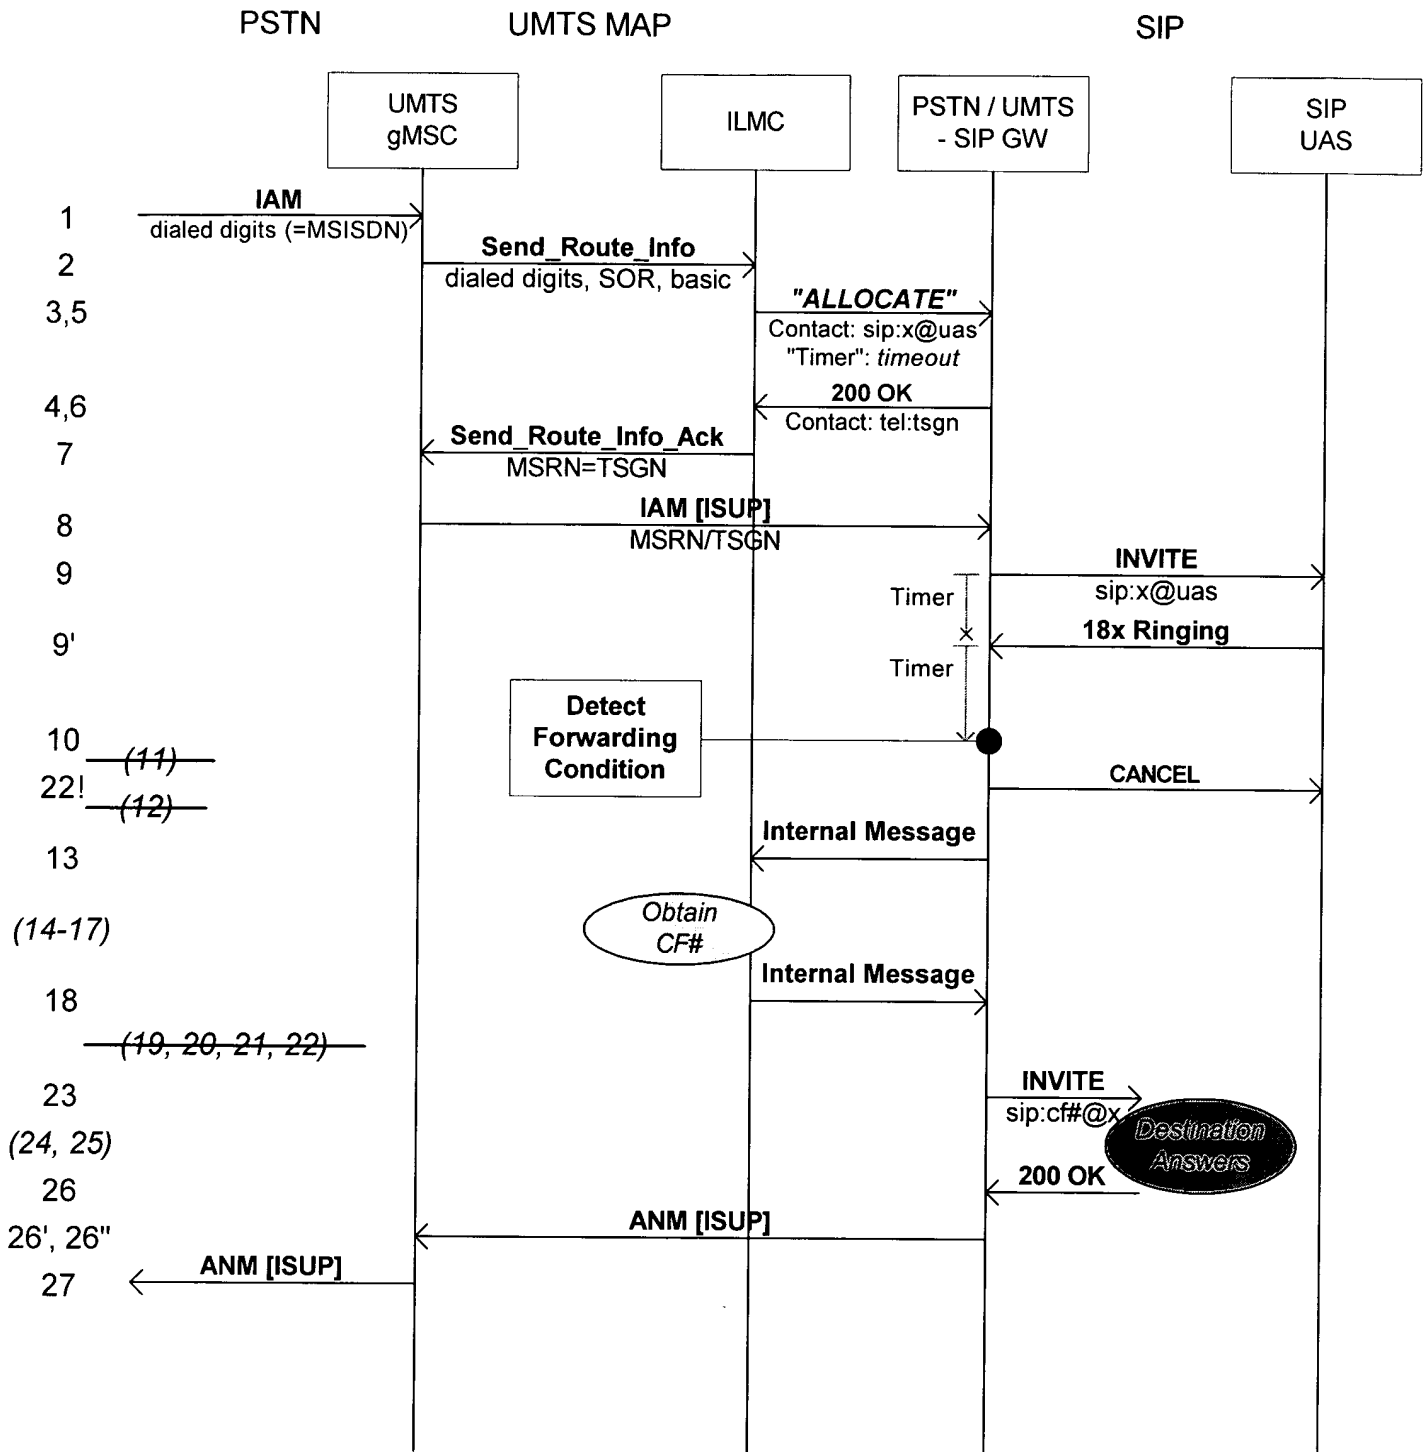 PSTN UMTS MAP SIP
UMTS
gMSC
ILMC
PSTN / UMTS
- SIP GW
SIP
UAS
1
IAM
dialed digits (=MSISDN)
2
Send_Route_Info
dialed digits, SOR, basic
3,5
"ALLOCATE"
Contact: sip:x@uas
"Timer": timeout
4,6
200 OK
Contact: tel:tsgn
7
Send_Route_Info_Ack
MSRN=TSGN
8
IAM [ISUP]
MSRN/TSGN
9
INVITE
sip:x@uas
Timer
9'
18x Ringing
Timer
Detect
Forwarding
Condition
10
(11)
22!
CANCEL
(12)
13
Internal Message
(14-17)
Obtain
CF#
18
Internal Message
(19, 20, 21, 22)
23
INVITE
sip:cf#@x
Destination
Answers
(24, 25)
26
200 OK
26', 26"
ANM [ISUP]
27
ANM [ISUP]